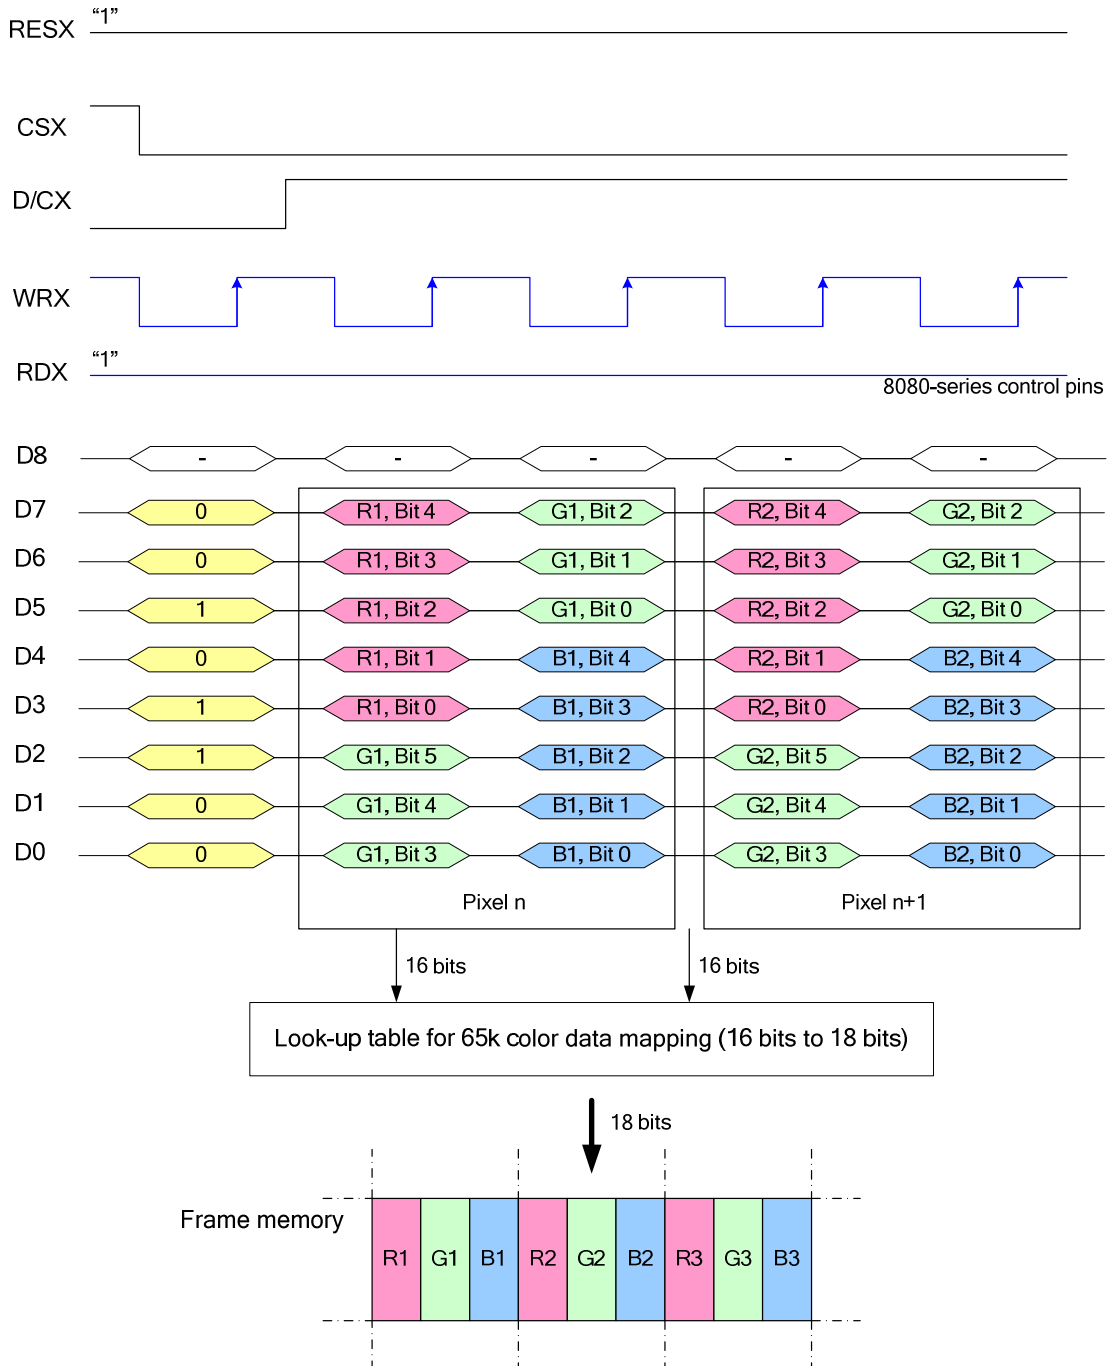 RESX “1”
CSX
D/CX
WRX
RDX “1”
8080-series control pins
D8 - - - - -
D7 0 R1, Bit 4 G1, Bit 2 R2, Bit 4 G2, Bit 2
D6 0 R1, Bit 3 G1, Bit 1 R2, Bit 3 G2, Bit 1
D5 1 R1, Bit 2 G1, Bit 0 R2, Bit 2 G2, Bit 0
D4 0 R1, Bit 1 B1, Bit 4 R2, Bit 1 B2, Bit 4
D3 1 R1, Bit 0 B1, Bit 3 R2, Bit 0 B2, Bit 3
D2 1 G1, Bit 5 B1, Bit 2 G2, Bit 5 B2, Bit 2
D1 0 G1, Bit 4 B1, Bit 1 G2, Bit 4 B2, Bit 1
D0 0 G1, Bit 3 B1, Bit 0 G2, Bit 3 B2, Bit 0
Pixel n Pixel n+1
16 bits 16 bits
Look-up table for 65k color data mapping (16 bits to 18 bits)
18 bits
Frame memory
R1 G1 B1 R2 G2 B2 R3 G3 B3